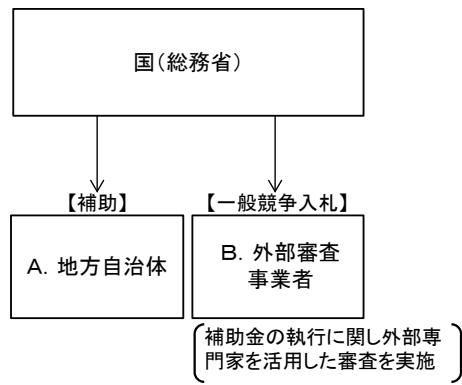 国(総務省)
【補助】
【一般競争入札】
A. 地方自治体
B. 外部審査
事業者
補助金の執行に関し外部専
門家を活用した審査を実施